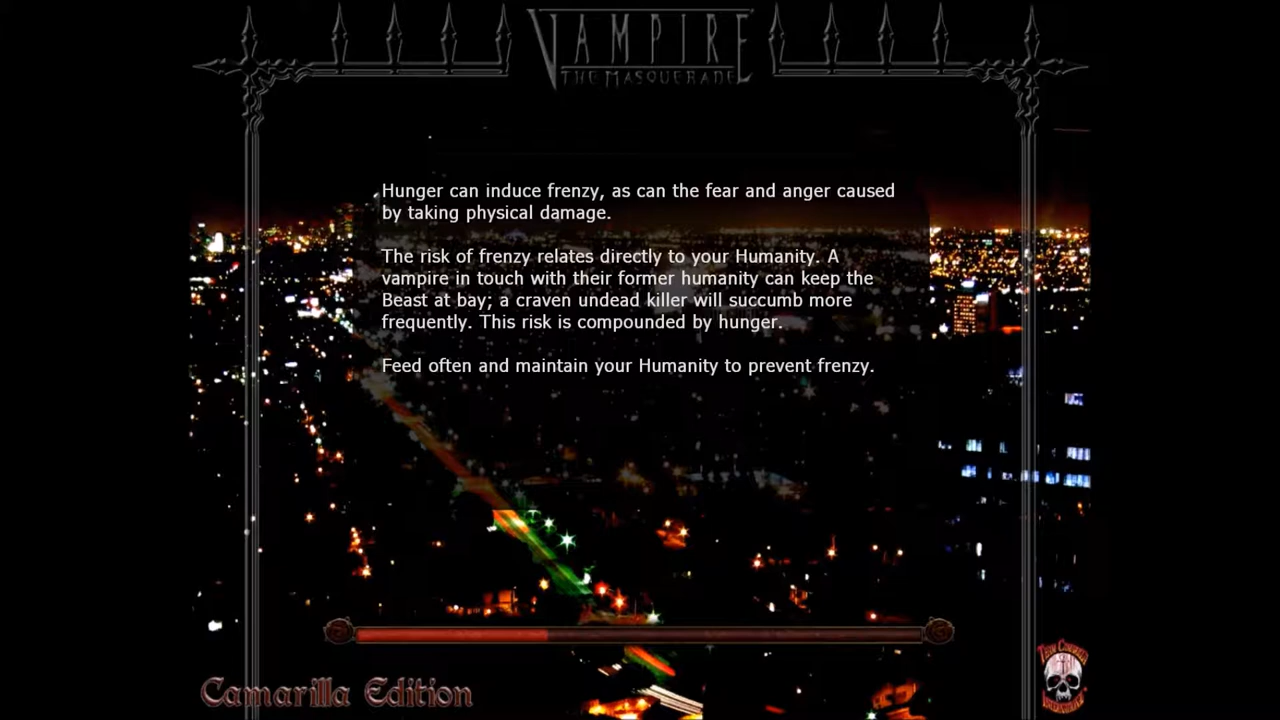 VAMPIRE
THE MASQUERADE
Hunger can induce frenzy, as can the fear and anger caused
by taking physical damage.
The risk of frenzy relates directly to your Humanity. A
vampire in touch with their former humanity can keep the
Beast at bay; a craven undead killer will succumb more
frequently. This risk is compounded by hunger.
Feed often and maintain your Humanity to prevent frenzy.
Camarilla Edition